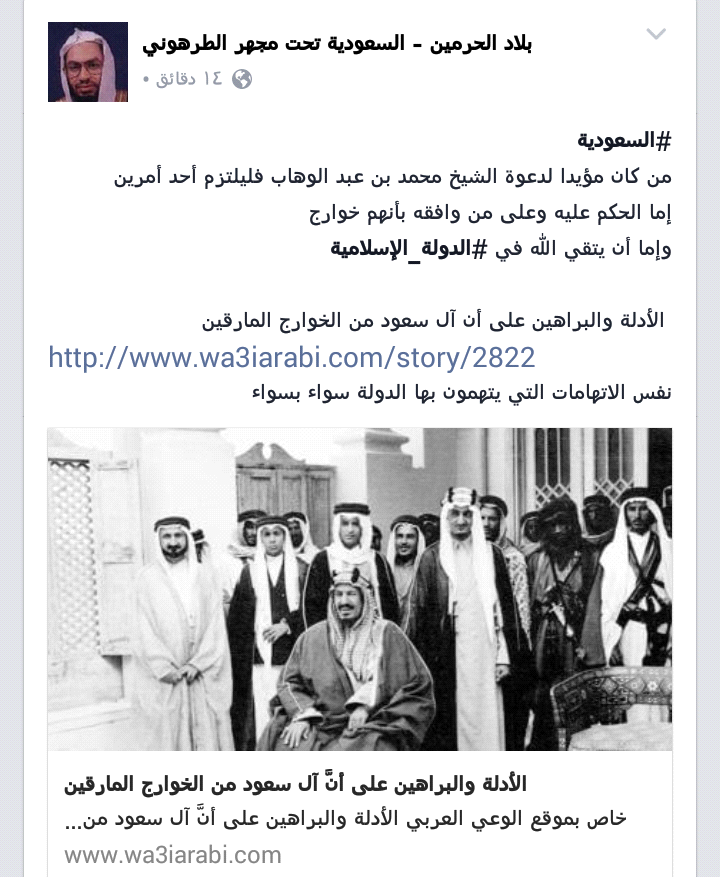 بلاد الحرمين - السعودية تحت مجهر الطرهوني
١٤ دقائق •
#السعودية
من كان مؤيدا لدعوة الشيخ محمد بن عبد الوهاب فليلتزم أحد أمرين
إما الحكم عليه وعلى من وافقه بأنهم خوارج
وإما أن يتقي الله في #الدولة_الإسلامية
الأدلة والبراهين على أن آل سعود من الخوارج المارقين
http://www.wa3iarabi.com/story/2822
نفس الاتهامات التي يتهمون بها الدولة سواء بسواء
الأدلة والبراهين على أنَّ آل سعود من الخوارج المارقين
خاص بموقع الوعي العربي الأدلة والبراهين على أنَّ آل سعود من...
www.wa3iarabi.com